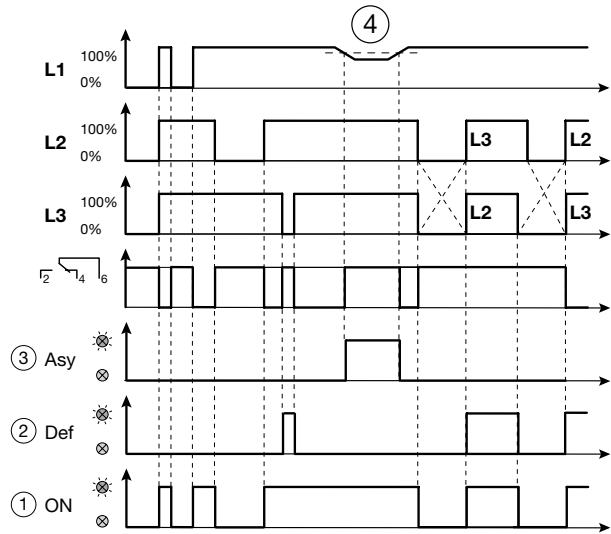 ④
L1 100%
0%
L2 100%
0%
L3 L2
L3 100%
0%
L2 L3
2 4 6
③ Asy
② Def
① ON